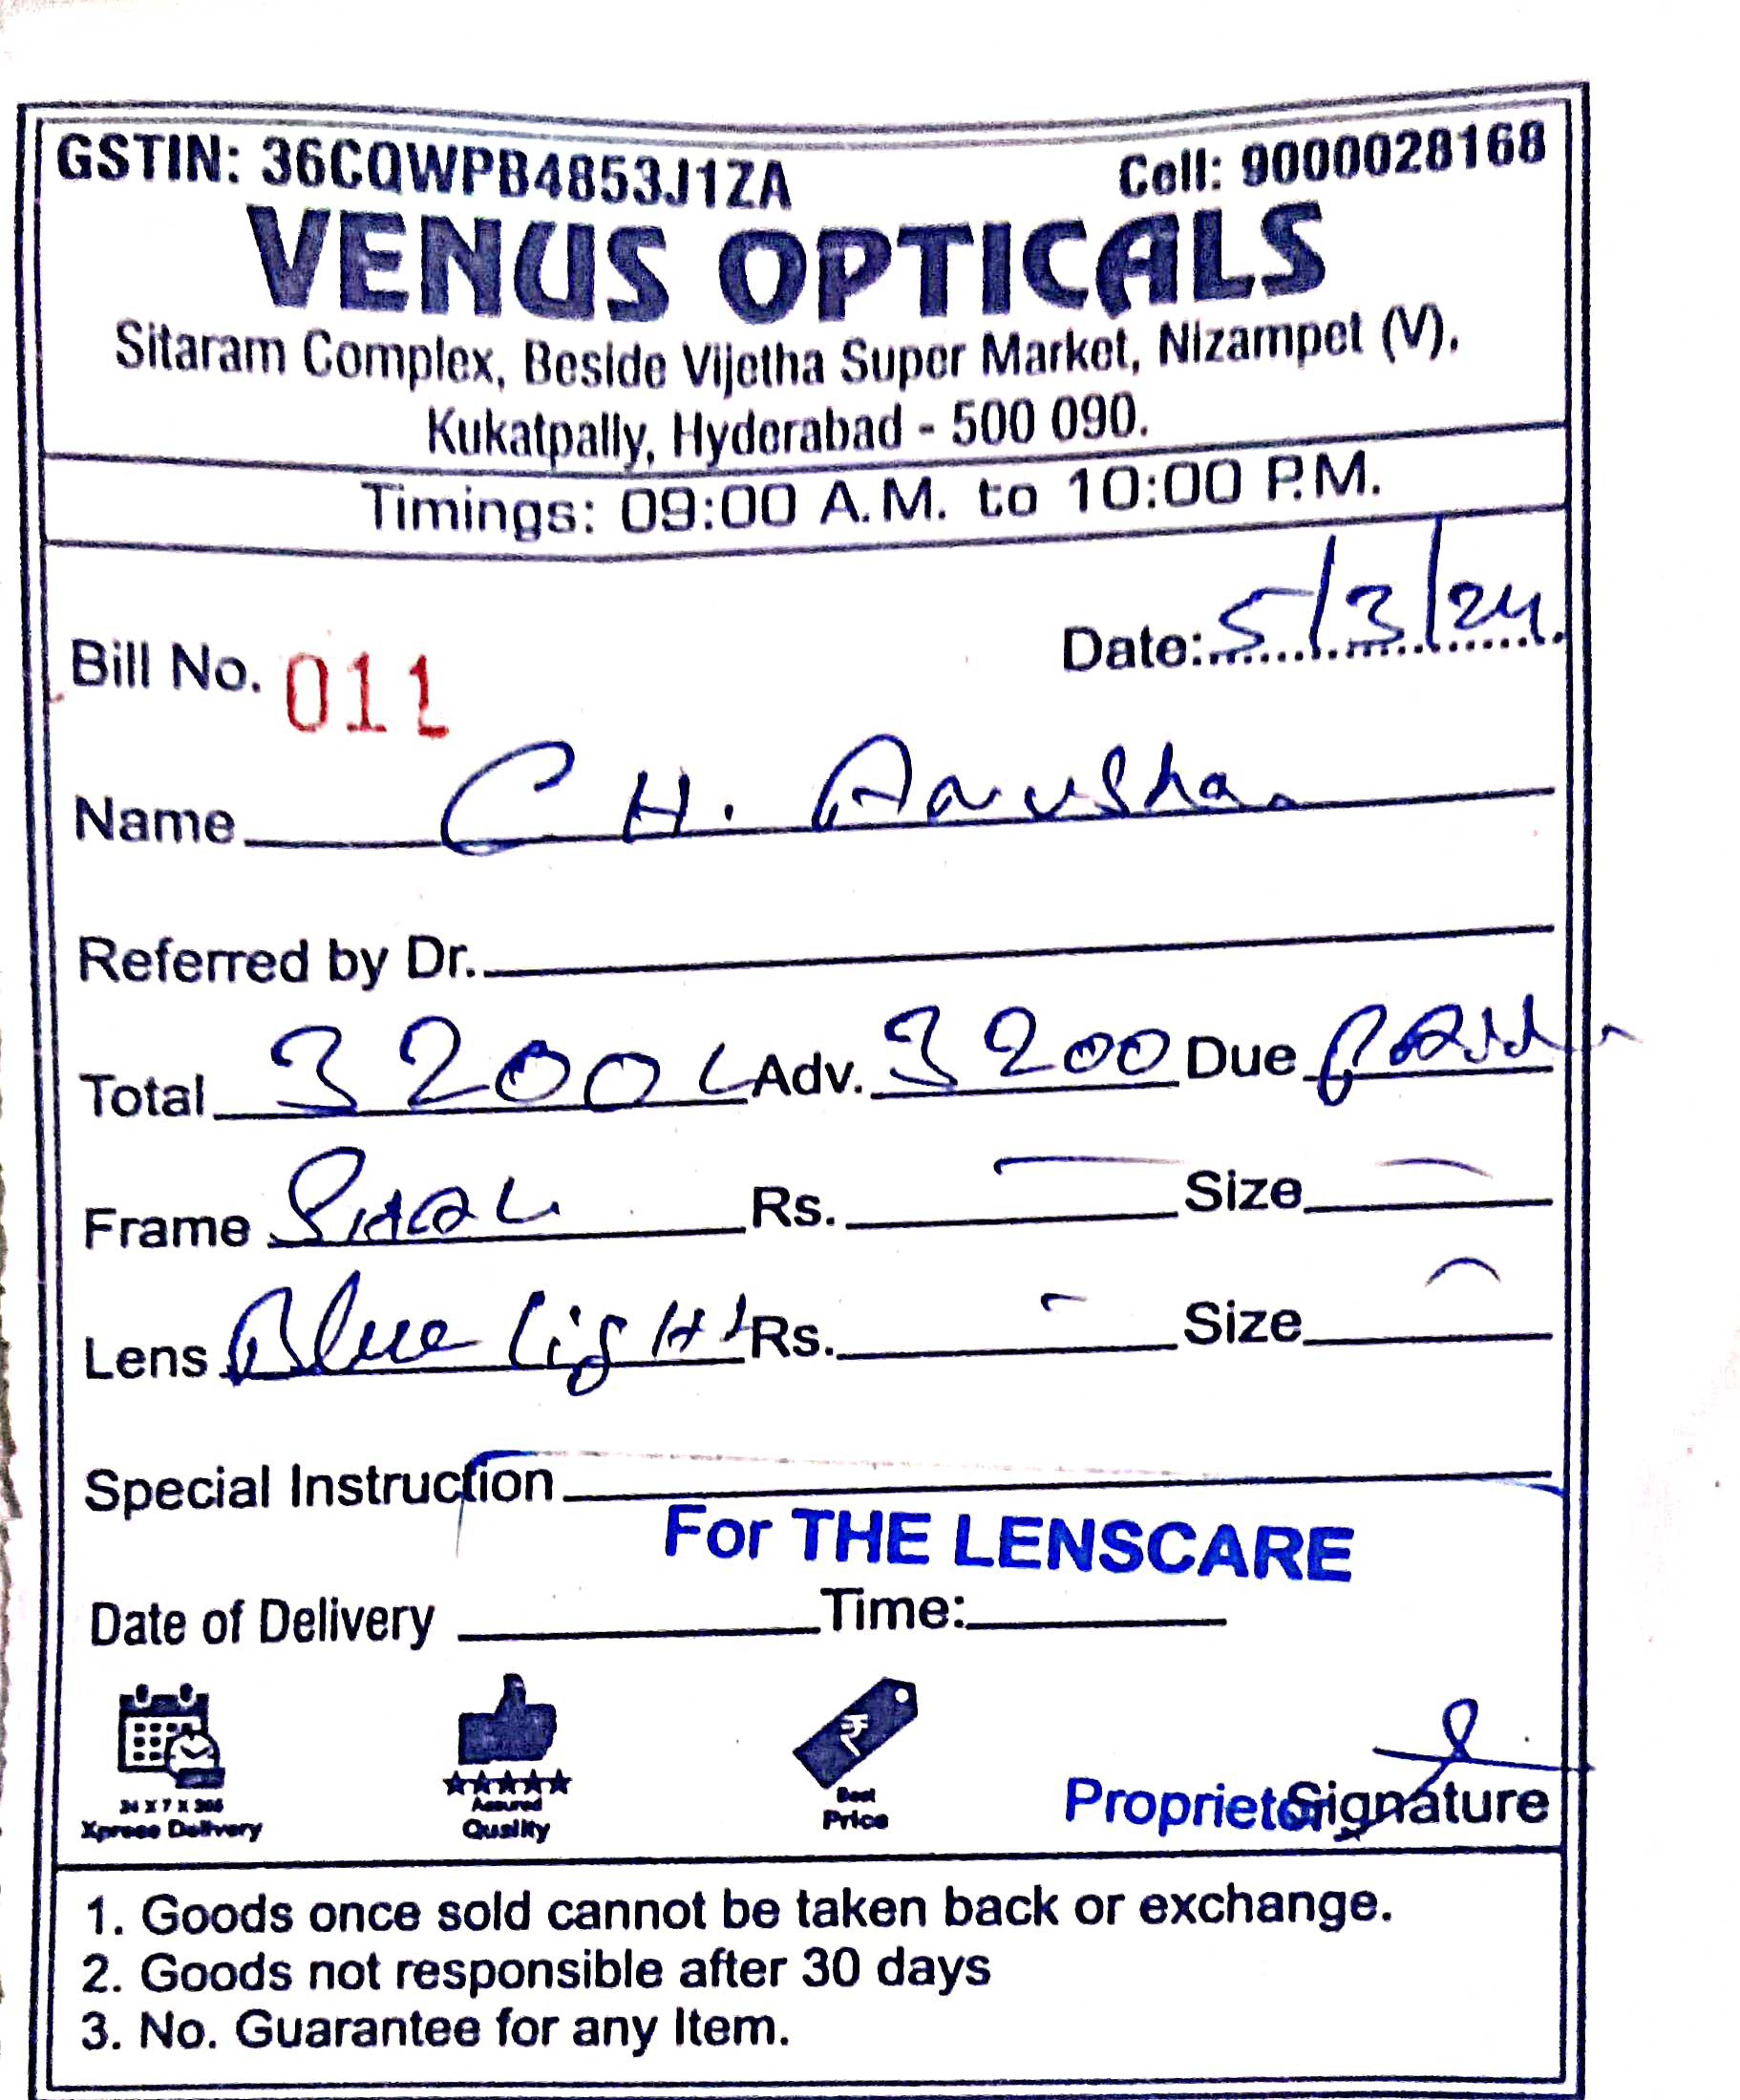 GSTIN: 36CQWPB4853J1ZA Cell: 9000028168
VENUS OPTICALS
Sitaram Complex, Beside Vijetha Super Market, Nizampet (V),
Kukatpally, Hyderabad - 500 090.
Timings: 09:00 A.M. to 10:00 P.M.
Bill No. 011 Date: 5/3/24
Name CH. Anusha
Referred by Dr.
Total 3200 Adv. 3200 Due
Frame Rs. Size
Lens Blue Light Rs. Size
Special Instruction
For THE LENSCARE
Date of Delivery Time:
24 X 7 X 365
Xpress Delivery
Assured
Quality
Best
Price
Proprietor Signature
1. Goods once sold cannot be taken back or exchange.
2. Goods not responsible after 30 days
3. No. Guarantee for any Item.